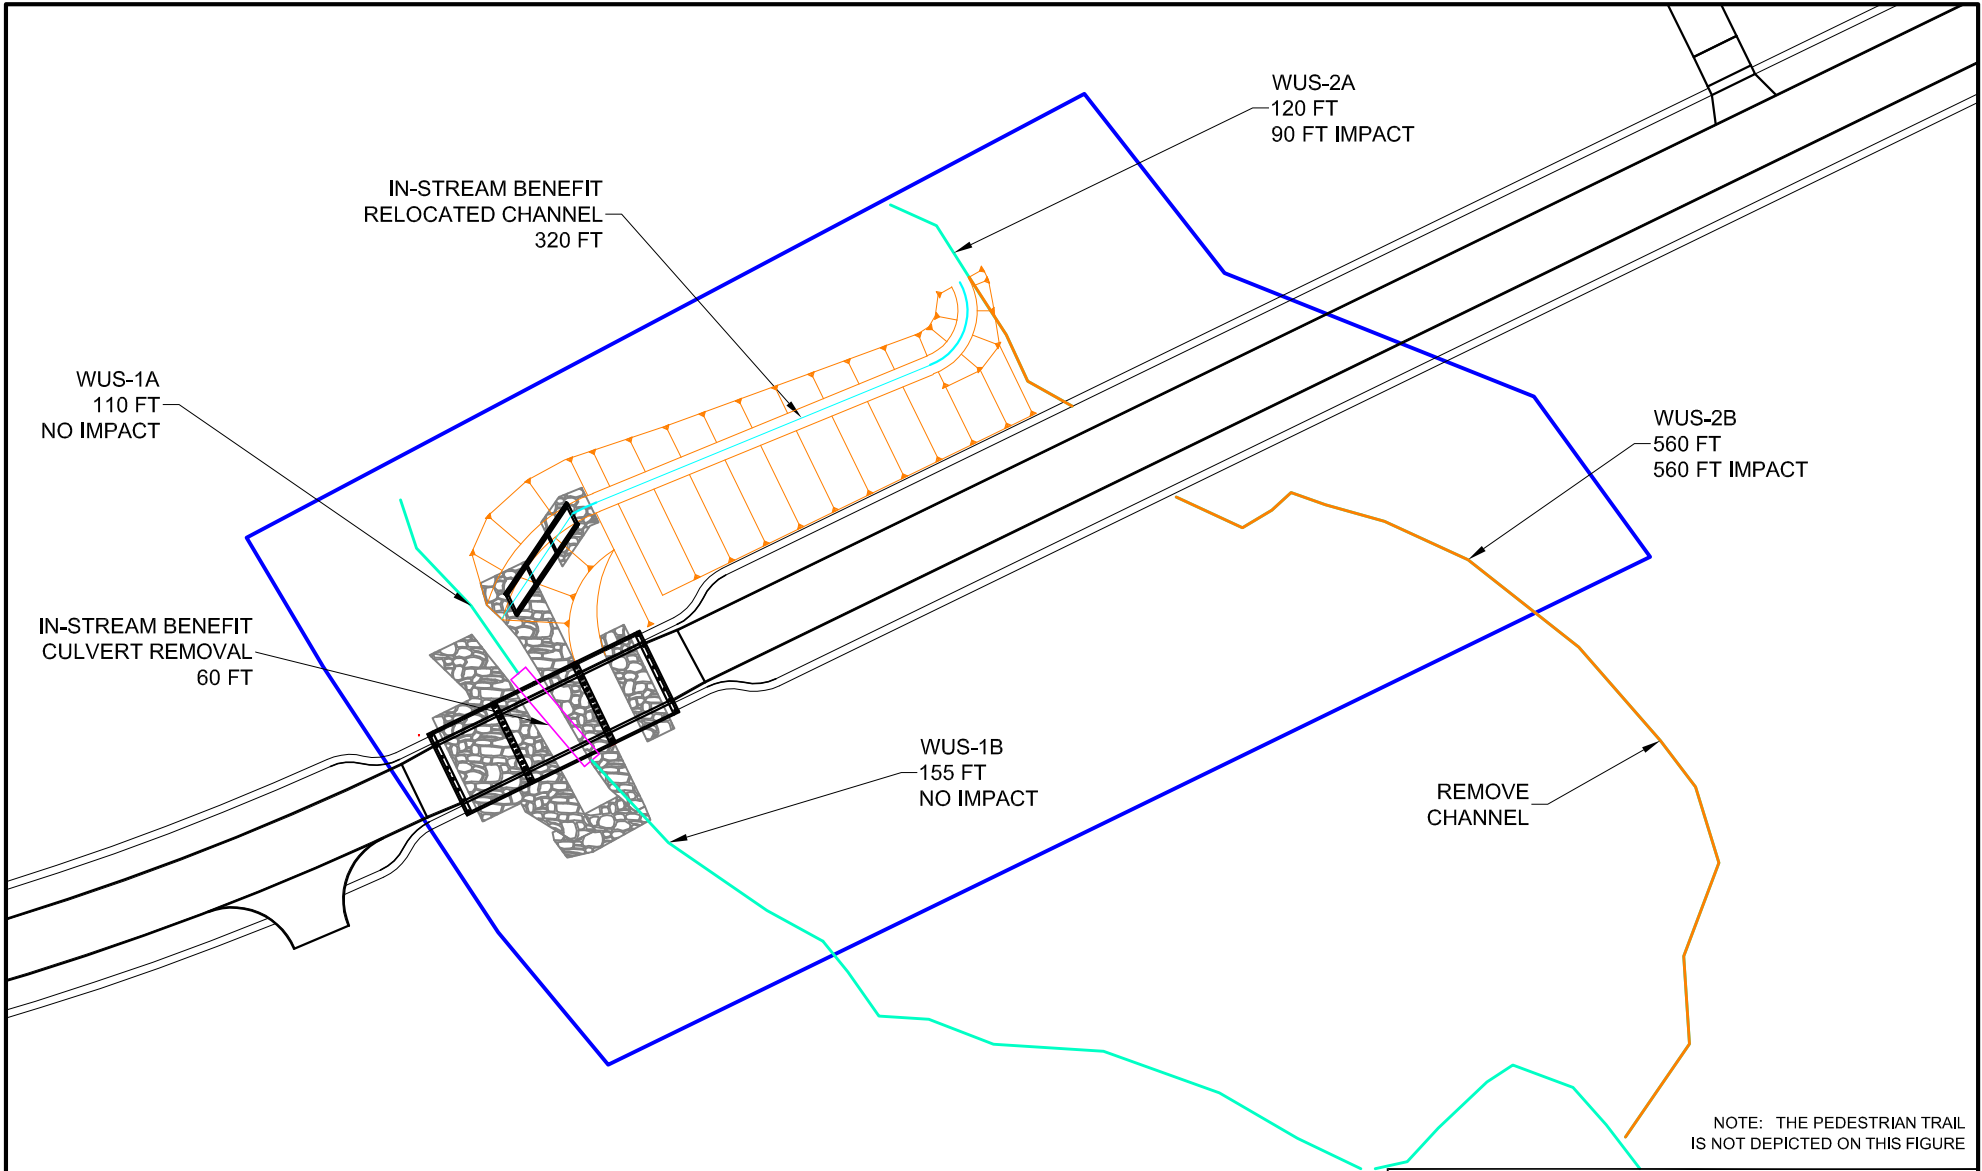 WUS-2A
120 FT
90 FT IMPACT
IN-STREAM BENEFIT
RELOCATED CHANNEL
320 FT
WUS-1A
110 FT
NO IMPACT
WUS-2B
560 FT
560 FT IMPACT
IN-STREAM BENEFIT
CULVERT REMOVAL
60 FT
WUS-1B
155 FT
NO IMPACT
REMOVE
CHANNEL
NOTE: THE PEDESTRIAN TRAIL
IS NOT DEPICTED ON THIS FIGURE